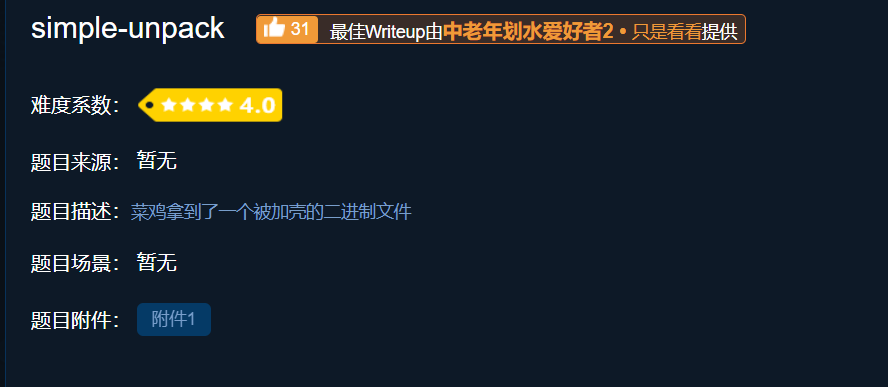 simple-unpack 31 最佳Writeup由中老年划水爱好者2 • 只是看看提供
难度系数： 4.0
题目来源： 暂无
题目描述：菜鸡拿到了一个被加壳的二进制文件
题目场景： 暂无
题目附件： 附件1